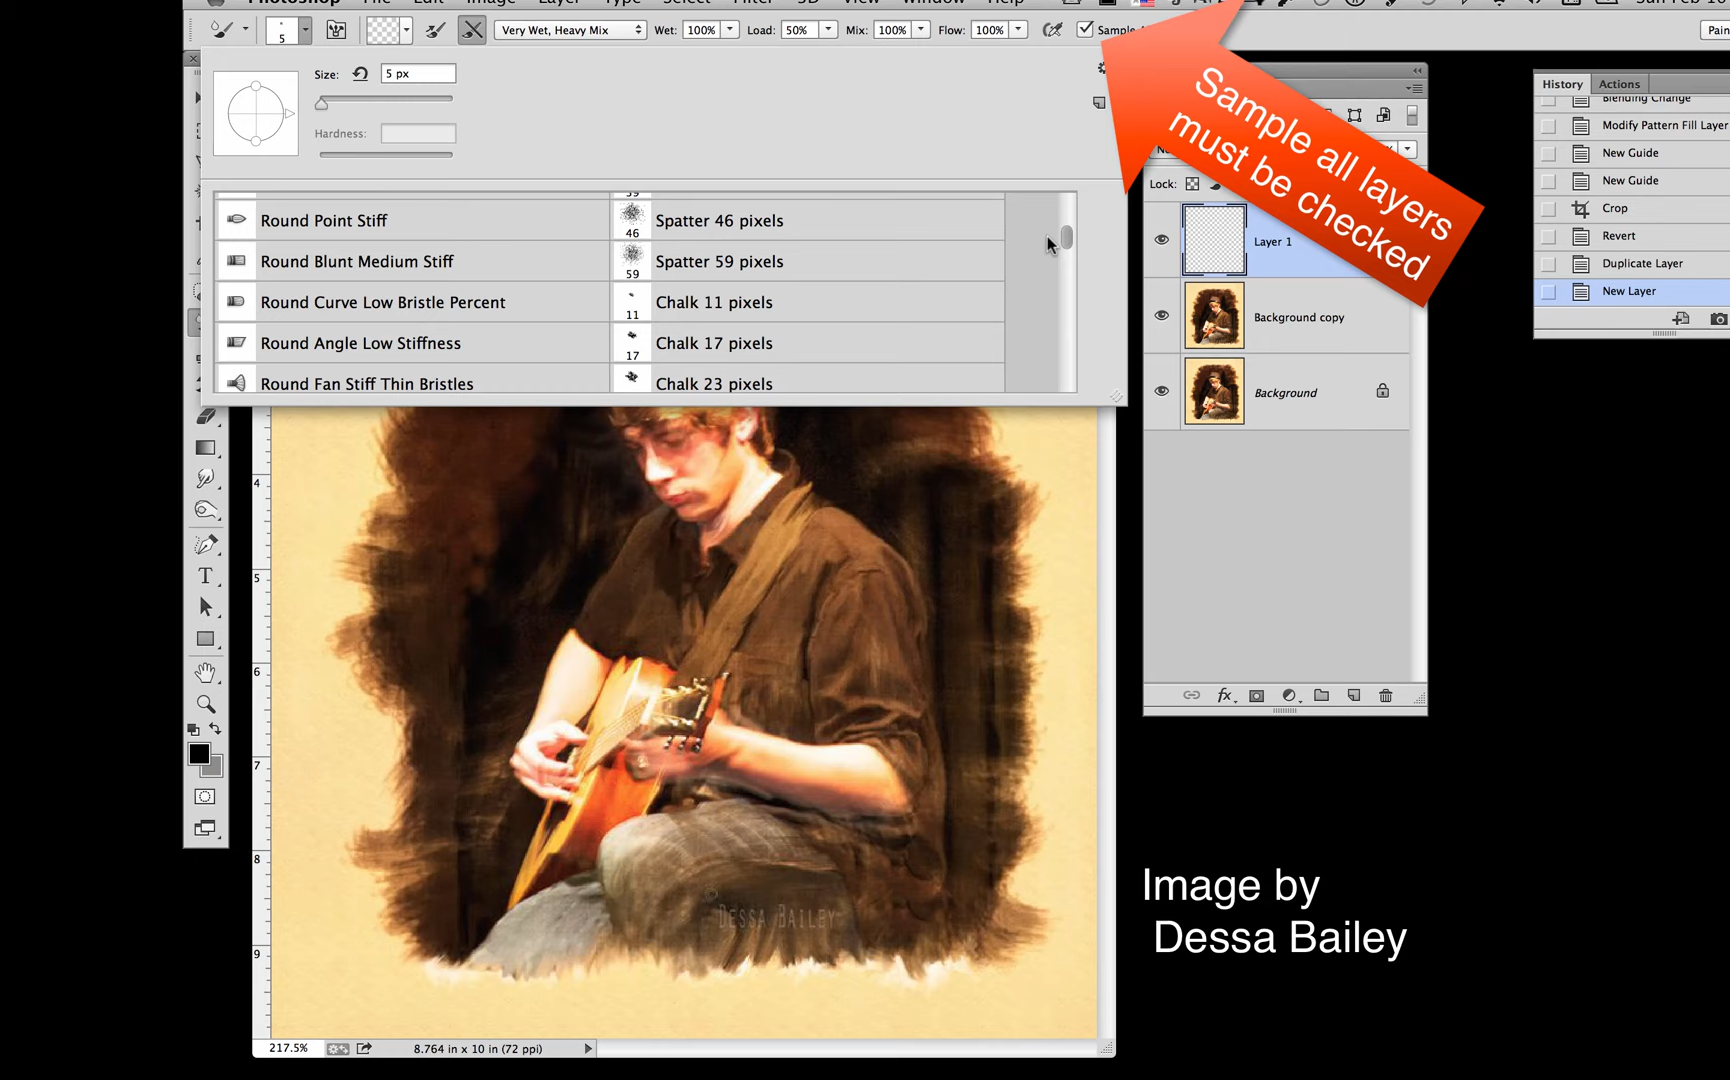 Photoshop File Edit Image Layer Type Select Filter 3D View Window Help Sun Feb 16
5 Very Wet, Heavy Mix Wet: 100% Load: 50% Mix: 100% Flow: 100% Sample
Size: 5 px
Hardness:
Sample all layers
must be checked
59
Round Point Stiff
46
Spatter 46 pixels
Round Blunt Medium Stiff
59
Spatter 59 pixels
Round Curve Low Bristle Percent
11
Chalk 11 pixels
Round Angle Low Stiffness
17
Chalk 17 pixels
Round Fan Stiff Thin Bristles
Chalk 23 pixels
Lock:
Layer 1
Background copy
Background
History Actions
Blending Change
Modify Pattern Fill Layer
New Guide
New Guide
Crop
Revert
Duplicate Layer
New Layer
4
5
6
7
8
9
DESSA BAILEY
Image by
Dessa Bailey
217.5% 8.764 in x 10 in (72 ppi)